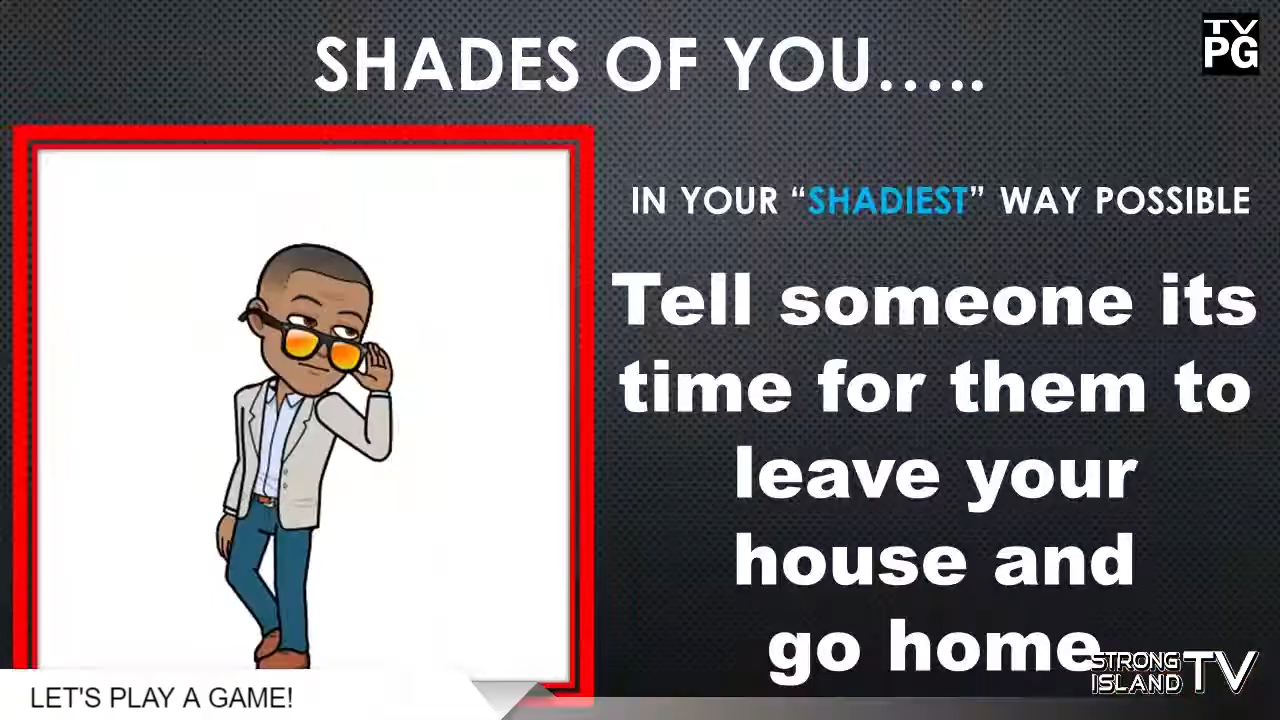 SHADES OF YOU…..
TV
PG
IN YOUR “SHADIEST” WAY POSSIBLE
Tell someone its
time for them to
leave your
house and
go home
STRONG
ISLAND TV
LET'S PLAY A GAME!